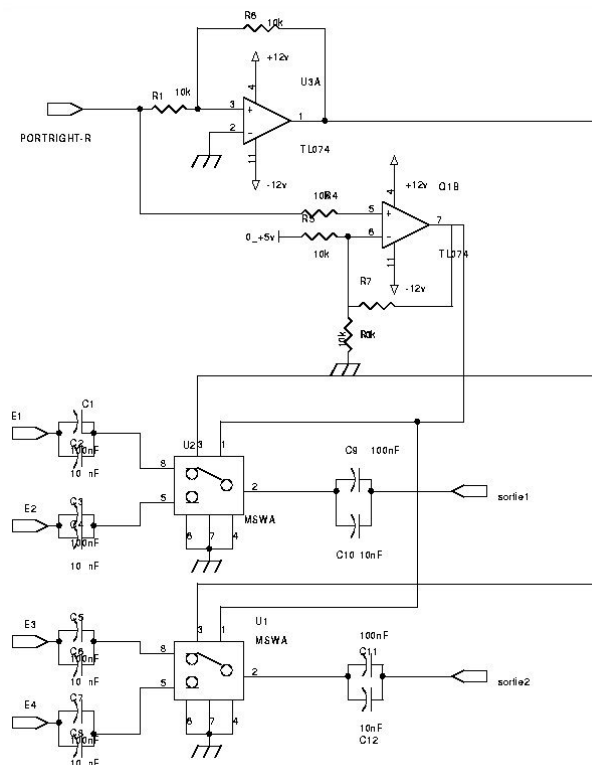 R6
10k
+12v
4
U3A
R1
10k
3
+
1
2
-
PORTRIGHT-R
TL074
11
-12v
+12v
4
Q1B
R4
5
+
7
R5
0_+5v
6
-
10k
TL074
11
R7
-12v
10k
E1
C1
C2
100nF
10 nF
U2
3
1
8
C9
100nF
2
E2
C3
C4
100nF
10 nF
5
MSWA
sortie1
6
7
4
C10 10nF
E3
C5
C6
100nF
10 nF
3
1
U1
MSWA
8
100nF
C11
2
E4
C7
C8
100nF
10 nF
5
sortie2
6
7
4
10nF
C12